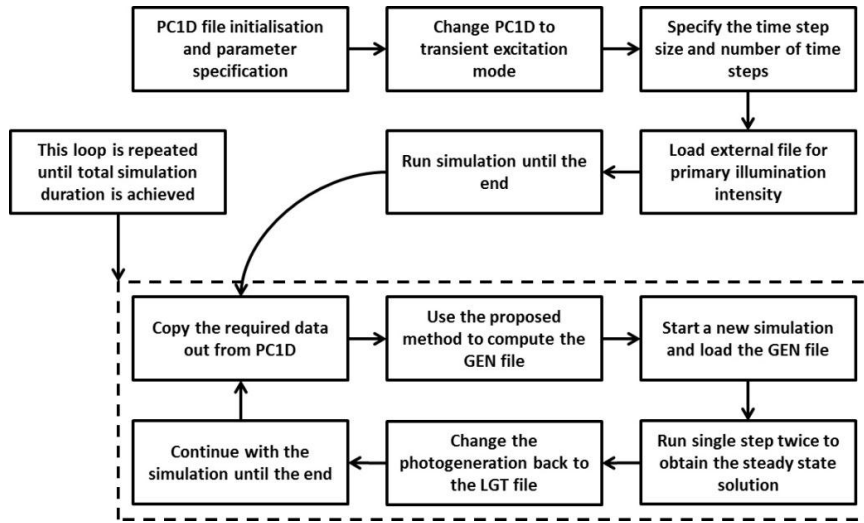 PC1D file initialisation
and parameter
specification
Change PC1D to
transient excitation
mode
Specify the time step
size and number of time
steps
This loop is repeated
until total simulation
duration is achieved
Run simulation until the
end
Load external file for
primary illumination
intensity
Copy the required data
out from PC1D
Use the proposed
method to compute the
GEN file
Start a new simulation
and load the GEN file
Continue with the
simulation until the end
Change the
photogeneration back to
the LGT file
Run single step twice to
obtain the steady state
solution